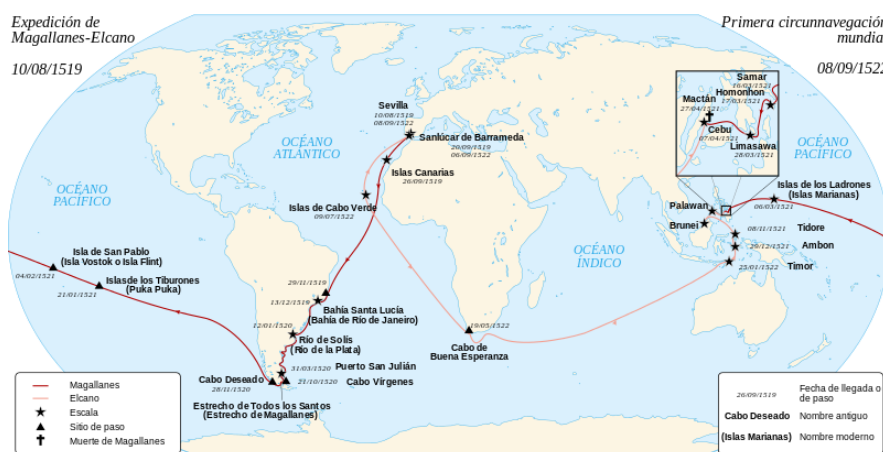 Expedición de
Magallanes-Elcano
10/08/1519
Primera circunnavegación
mundial
08/09/1522
Samar
16/03/1521
Homonhon
17/03/1521
Mactán
27/04/1521
Cebu
07/04/1521
Limasawa
28/03/1521
Sevilla
10/08/1519
08/09/1522
Sanlúcar de Barrameda
20/09/1519
06/09/1522
OCÉANO
ATLÁNTICO
OCÉANO
PACÍFICO
Islas Canarias
26/09/1519
OCÉANO
PACÍFICO
Islas de los Ladrones
(Islas Marianas)
06/03/1521
Islas de Cabo Verde
09/07/1522
Palawan
Brunei
08/11/1521
Tidore
29/12/1521
Ambon
25/01/1522
Timor
OCÉANO
ÍNDICO
Isla de San Pablo
(Isla Vostok o Isla Flint)
04/02/1521
Islas de los Tiburones
(Puka Puka)
21/01/1521
29/11/1519
13/12/1519
Bahía Santa Lucía
(Bahía de Río de Janeiro)
12/01/1520
Río de Solís
(Río de la Plata)
19/05/1522
Cabo de
Buena Esperanza
31/03/1520
Puerto San Julián
Cabo Deseado
28/11/1520
21/10/1520
Cabo Vírgenes
Estrecho de Todos los Santos
(Estrecho de Magallanes)
Magallanes
Elcano
Escala
Sitio de paso
Muerte de Magallanes
26/09/1519
Fecha de llegada o
de paso
Cabo Deseado
Nombre antiguo
(Islas Marianas)
Nombre moderno